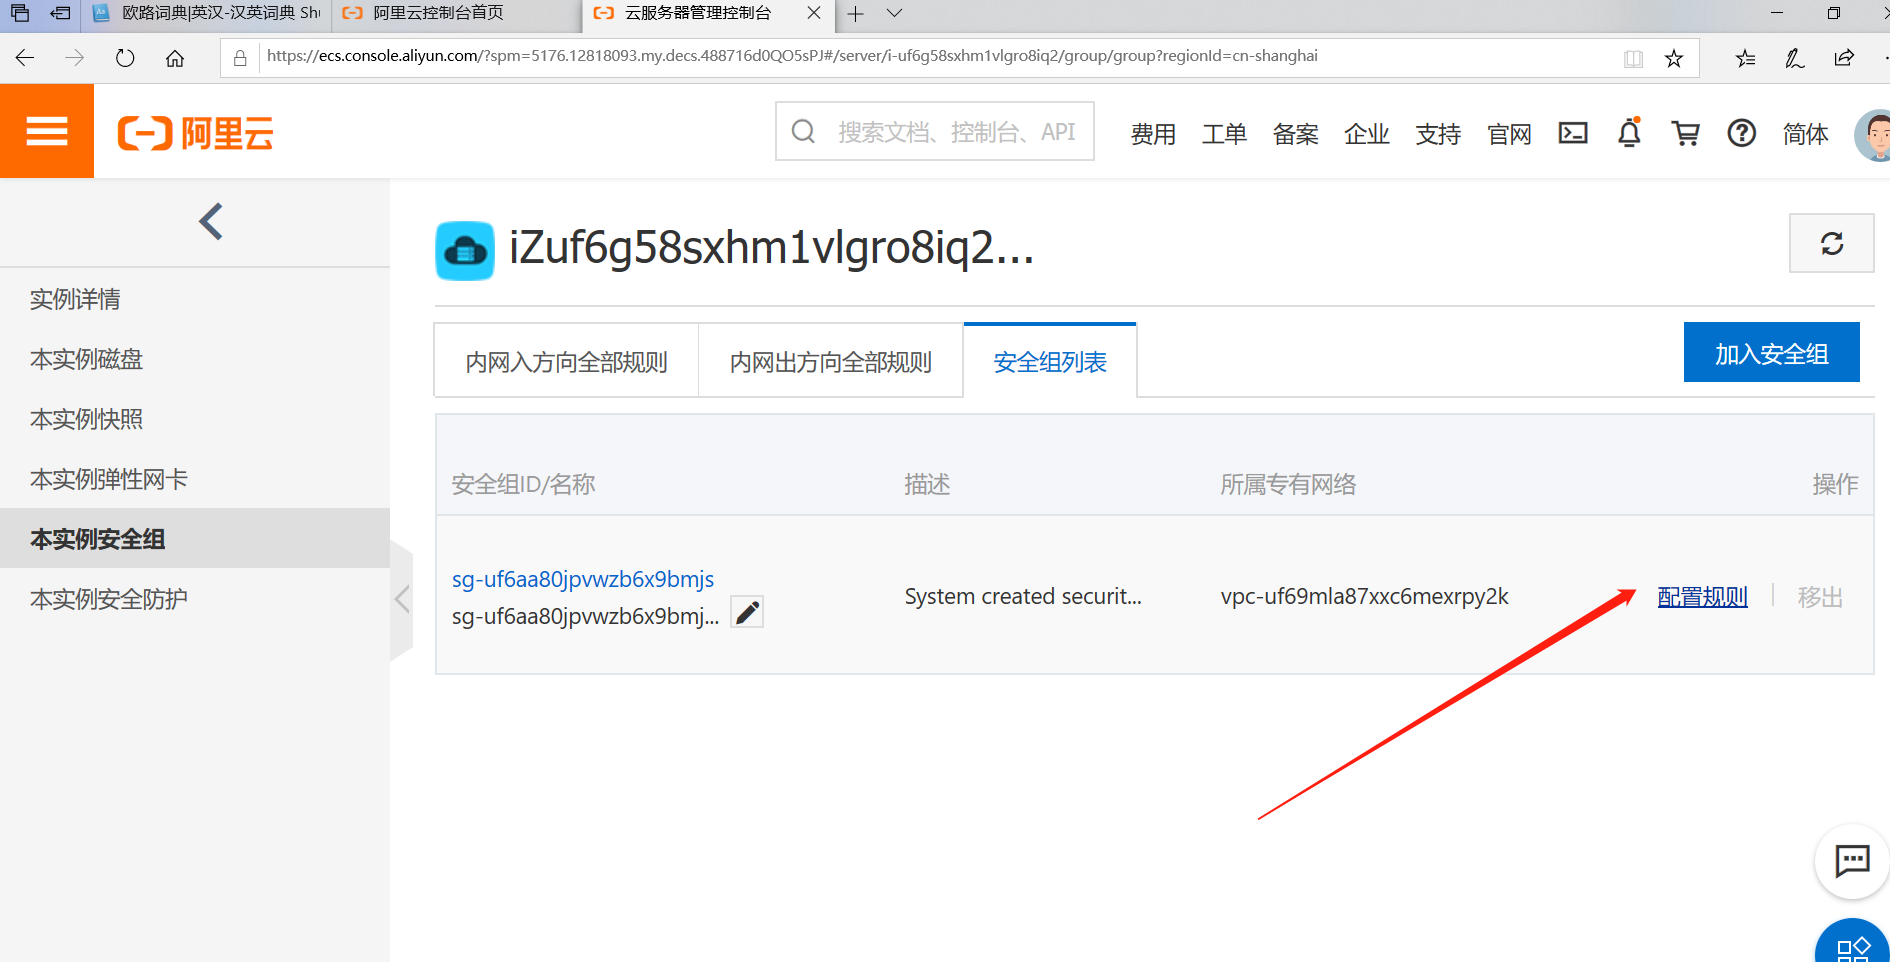 欧路词典|英汉-汉英词典 Shu
阿里云控制台首页
云服务器管理控制台
https://ecs.console.aliyun.com/?spm=5176.12818093.my.decs.488716d0QO5sPJ#/server/i-uf6g58sxhm1vlgro8iq2/group/group?regionId=cn-shanghai
阿里云
搜索文档、控制台、API
费用 工单 备案 企业 支持 官网 简体
iZuf6g58sxhm1vlgro8iq2...
实例详情
本实例磁盘
本实例快照
本实例弹性网卡
本实例安全组
本实例安全防护
内网入方向全部规则 内网出方向全部规则 安全组列表
加入安全组
安全组ID/名称 描述 所属专有网络 操作
sg-uf6aa80jpvwzb6x9bmjs
sg-uf6aa80jpvwzb6x9bmj...
System created securit...
vpc-uf69mla87xxc6mexrpy2k
配置规则 移出